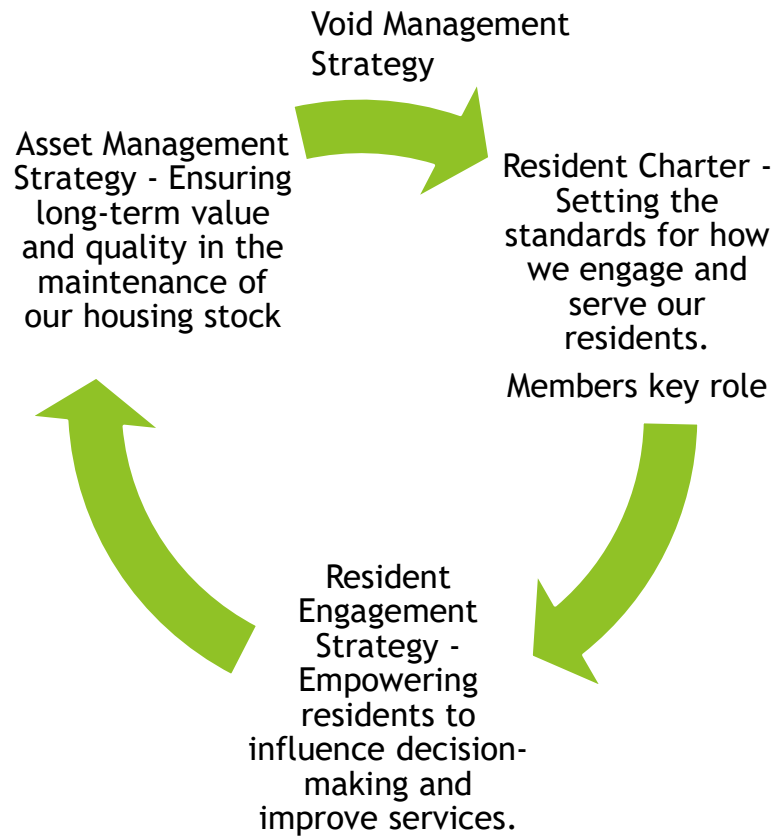 Void Management
Strategy
Asset Management
Strategy - Ensuring
long-term value
and quality in the
maintenance of
our housing stock
Resident Charter -
Setting the
standards for how
we engage and
serve our
residents.
Members key role
Resident
Engagement
Strategy -
Empowering
residents to
influence decision-
making and
improve services.